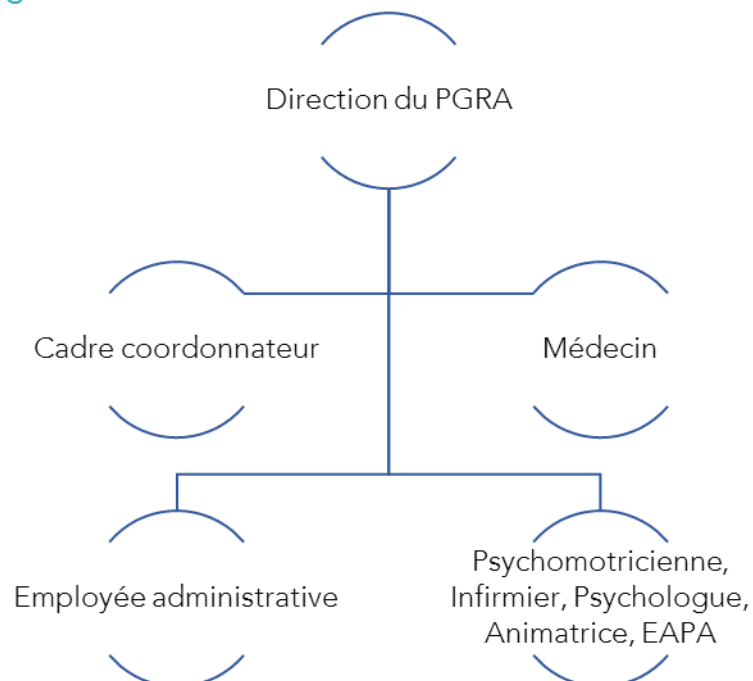 Direction du PGRA
Cadre coordonnateur
Médecin
Employée administrative
Psychomotricienne,
Infirmier, Psychologue,
Animatrice, EAPA